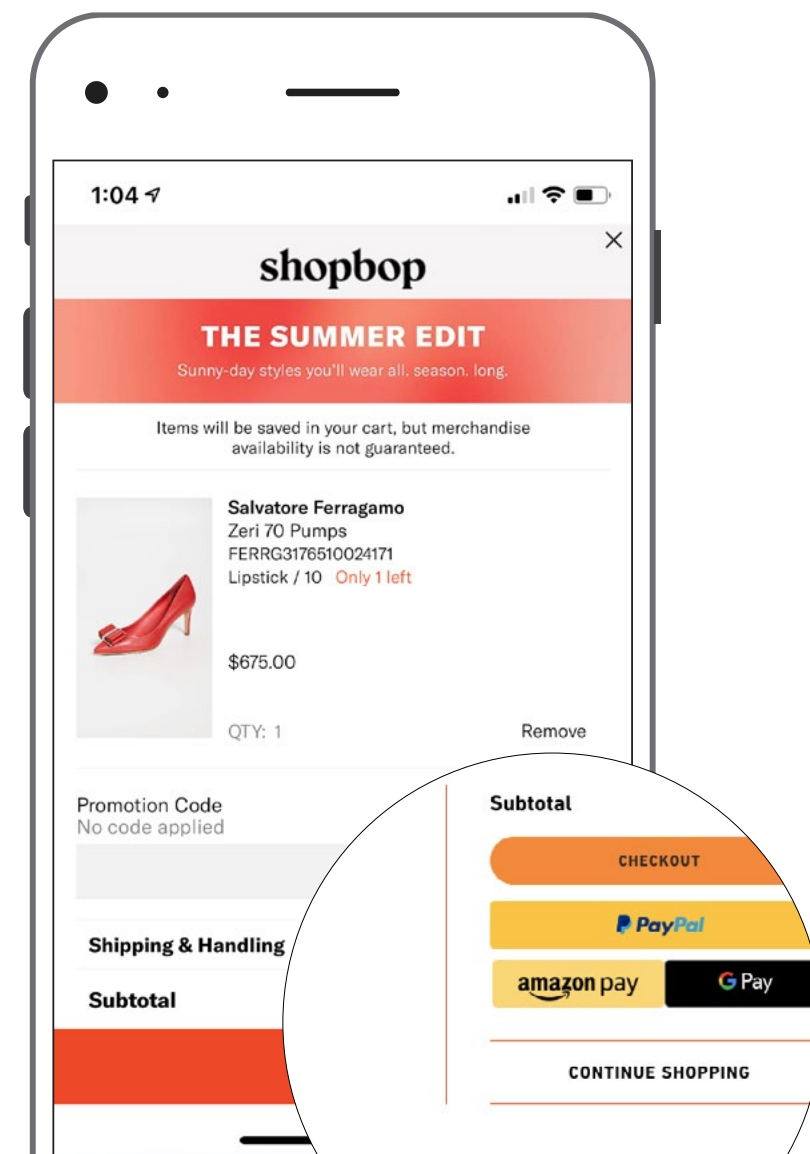 1:04
shopbop
THE SUMMER EDIT
Sunny-day styles you'll wear all. season. long.
Items will be saved in your cart, but merchandise
availability is not guaranteed.
Salvatore Ferragamo
Zeri 70 Pumps
FERRG3176510024171
Lipstick / 10 Only 1 left
$675.00
QTY: 1 Remove
Promotion Code
No code applied
Shipping & Handling
Subtotal
Subtotal
CHECKOUT
PayPal
amazon pay G Pay
CONTINUE SHOPPING